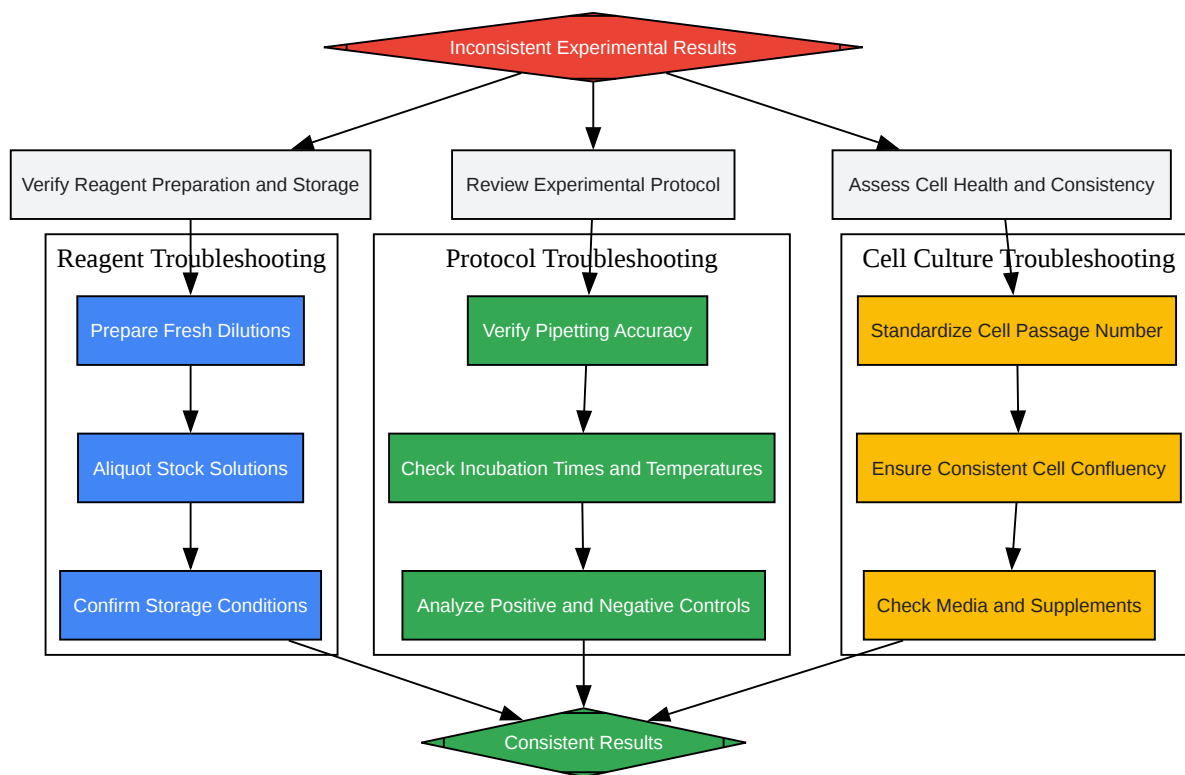 Inconsistent Experimental Results
Verify Reagent Preparation and Storage
Review Experimental Protocol
Assess Cell Health and Consistency
Reagent Troubleshooting
Protocol Troubleshooting
Cell Culture Troubleshooting
Prepare Fresh Dilutions
Verify Pipetting Accuracy
Standardize Cell Passage Number
Aliquot Stock Solutions
Check Incubation Times and Temperatures
Ensure Consistent Cell Confluency
Confirm Storage Conditions
Analyze Positive and Negative Controls
Check Media and Supplements
Consistent Results